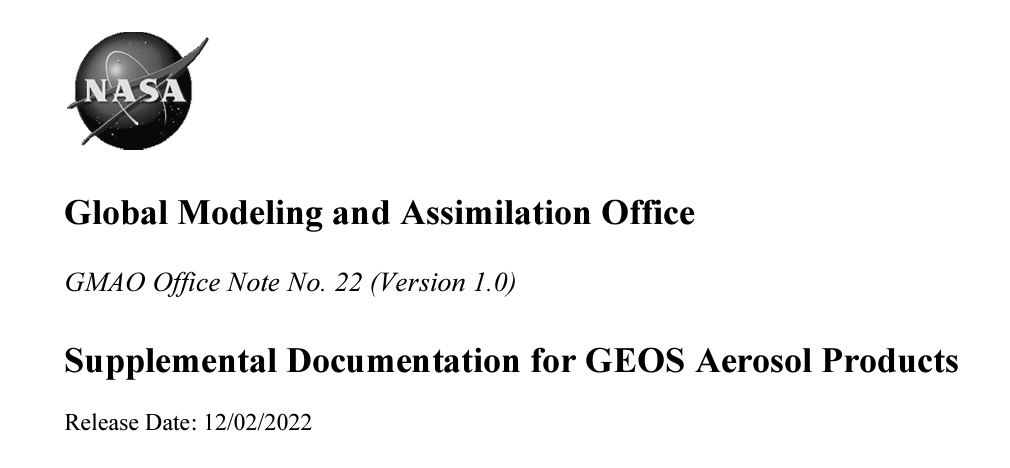 NASA
Global Modeling and Assimilation Office
GMAO Office Note No. 22 (Version 1.0)
Supplemental Documentation for GEOS Aerosol Products
Release Date: 12/02/2022